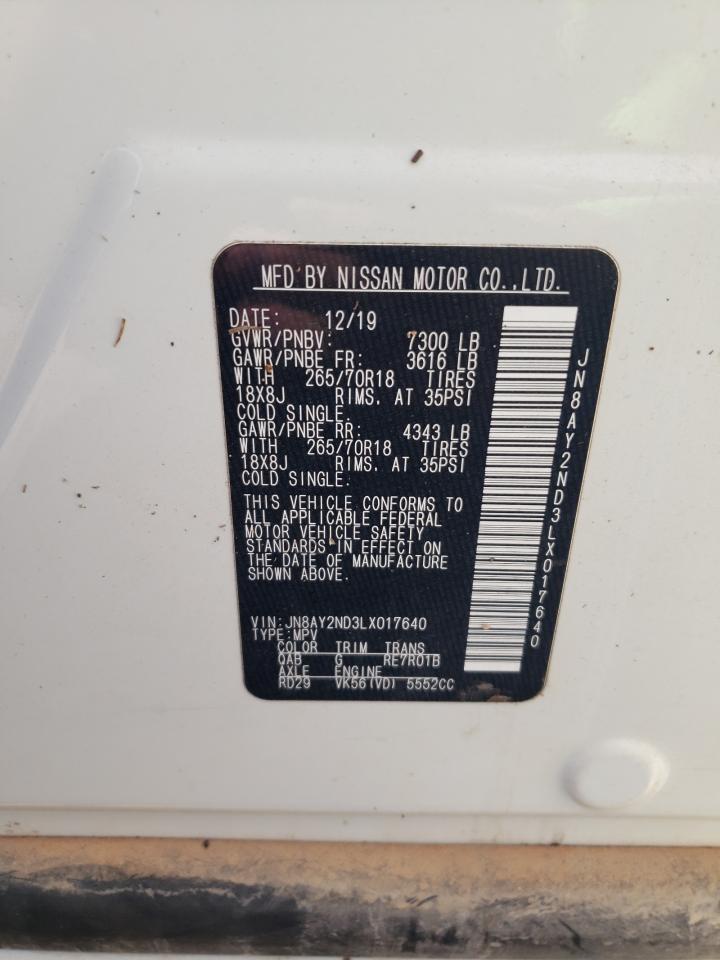 MFD BY NISSAN MOTOR CO.,LTD.
DATE: 12/19
GVWR/PNBV: 7300 LB
GAWR/PNBE FR: 3616 LB
WITH 265/70R18 TIRES
18X8J RIMS. AT 35PSI
COLD SINGLE.
GAWR/PNBE RR: 4343 LB
WITH 265/70R18 TIRES
18X8J RIMS. AT 35PSI
COLD SINGLE.
THIS VEHICLE CONFORMS TO
ALL APPLICABLE FEDERAL
MOTOR VEHICLE SAFETY
STANDARDS IN EFFECT ON
THE DATE OF MANUFACTURE
SHOWN ABOVE.
VIN:JN8AY2ND3LX017640
TYPE:MPV
COLOR TRIM TRANS
QAB G RE7R01B
AXLE ENGINE
RD29 VK56(VD) 5552CC
JN8AY2ND3LX017640